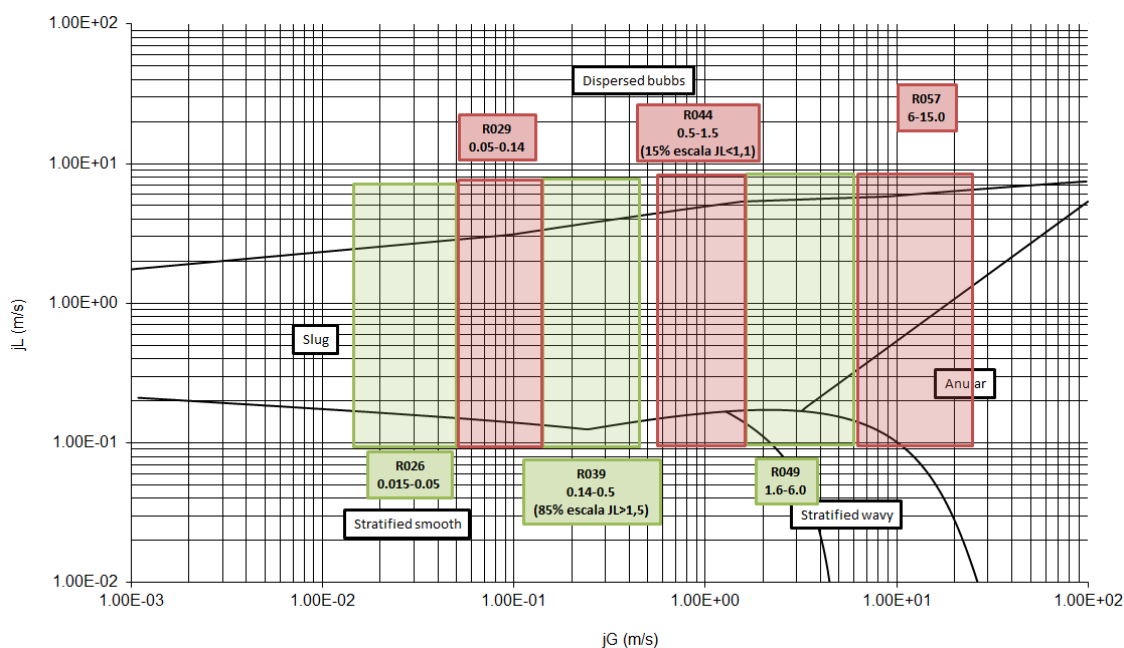 1.00E+02
Dispersed bubbs
R057
6-15.0
R044
0.5-1.5
(15% escala JL<1,1)
R029
0.05-0.14
1.00E+01
jL (m/s)
1.00E+00
Slug
Anular
1.00E-01
R026
0.015-0.05
R039
0.14-0.5
(85% escala JL>1,5)
R049
1.6-6.0
Stratified smooth
Stratified wavy
1.00E-02
1.00E-03
1.00E-02
1.00E-01
1.00E+00
1.00E+01
1.00E+02
jG (m/s)